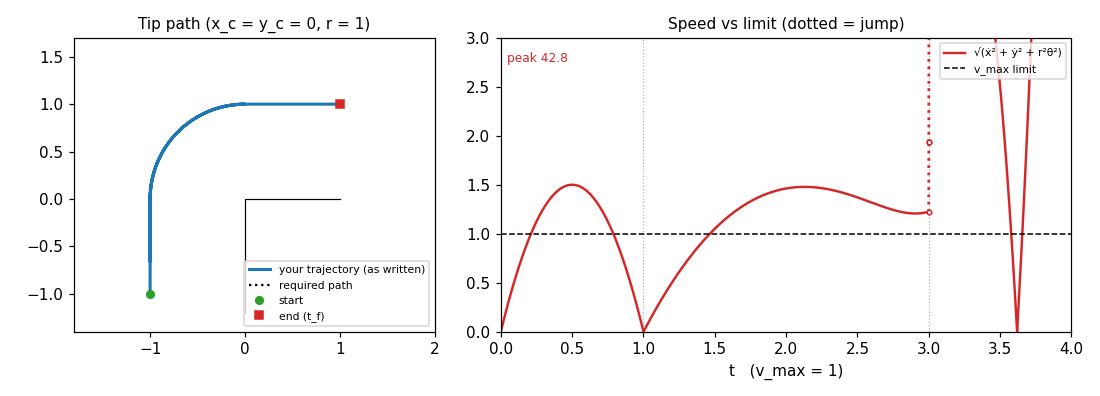 Tip path (x_c = y_c = 0, r = 1)
1.5
1.0
0.5
0.0
−0.5
−1.0
−1
0
1
2
your trajectory (as written)
required path
start
end (t_f)
Speed vs limit (dotted = jump)
peak 42.8
√(ẋ² + ẏ² + r²θ̇²)
v_max limit
3.0
2.5
2.0
1.5
1.0
0.5
0.0
0.0
0.5
1.0
1.5
2.0
2.5
3.0
3.5
4.0
t (v_max = 1)